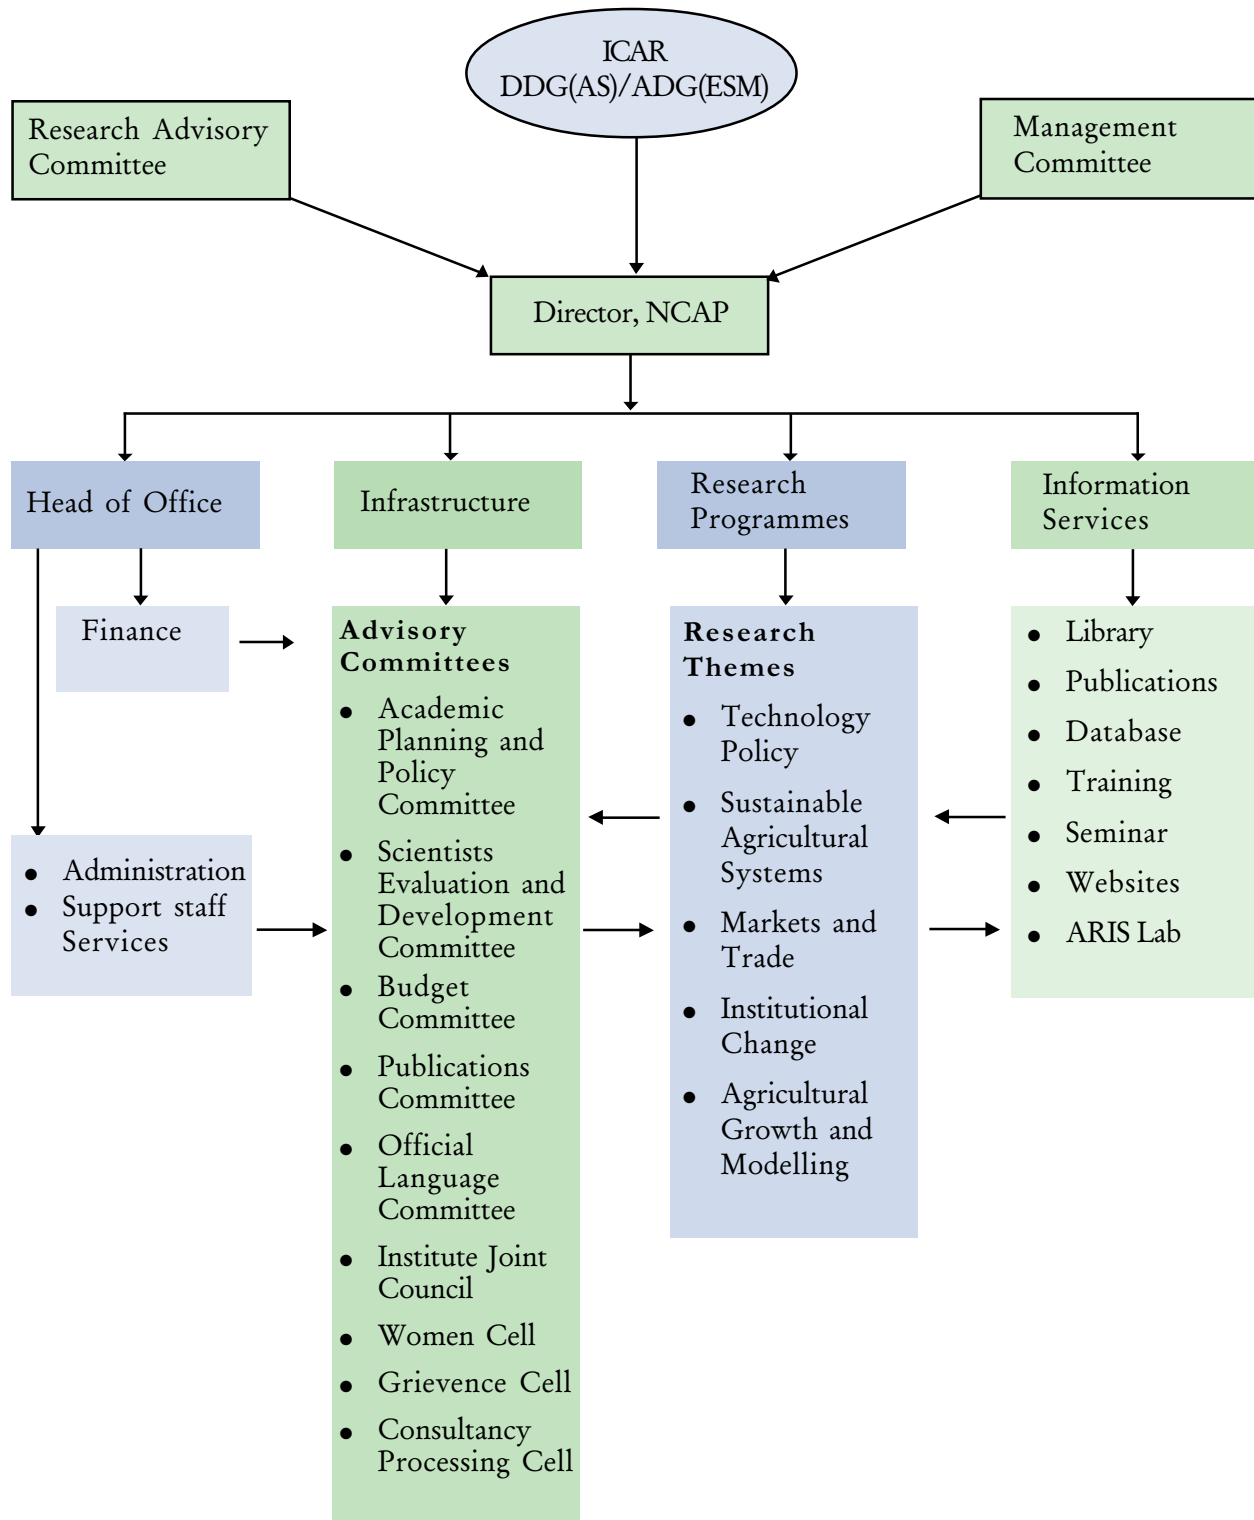 ICAR
DDG(AS)/ADG(ESM)
Research Advisory
Committee
Management
Committee
Director, NCAP
Head of Office
Infrastructure
Research
Programmes
Information
Services
Finance
● Administration
● Support staff
Services
Advisory
Committees
● Academic
Planning and
Policy
Committee
● Scientists
Evaluation and
Development
Committee
● Budget
Committee
● Publications
Committee
● Official
Language
Committee
● Institute Joint
Council
● Women Cell
● Grievence Cell
● Consultancy
Processing Cell
Research
Themes
● Technology
Policy
● Sustainable
Agricultural
Systems
● Markets and
Trade
● Institutional
Change
● Agricultural
Growth and
Modelling
● Library
● Publications
● Database
● Training
● Seminar
● Websites
● ARIS Lab